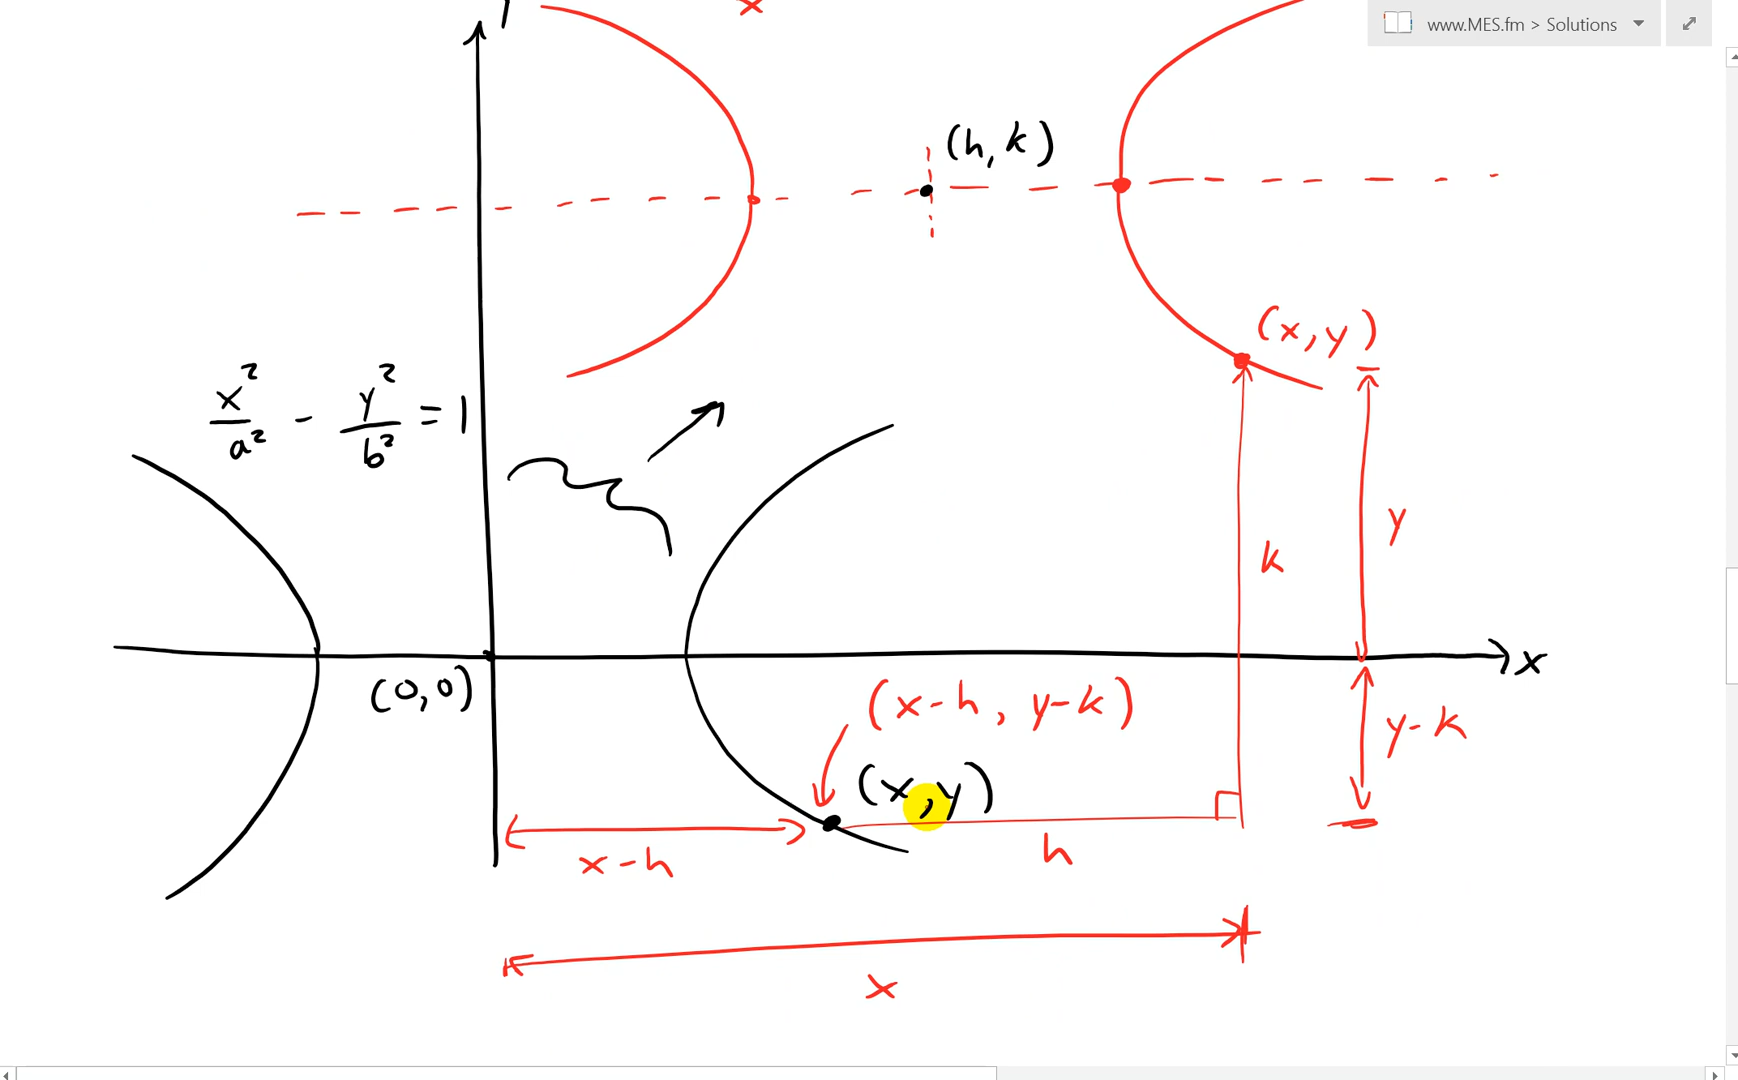 www.MES.fm > Solutions
(h, k)
(x, y)
x²/a² - y²/b² = 1
y
k
x
(0,0)
(x-h, y-k)
y-k
(x,y)
x-h
h
x